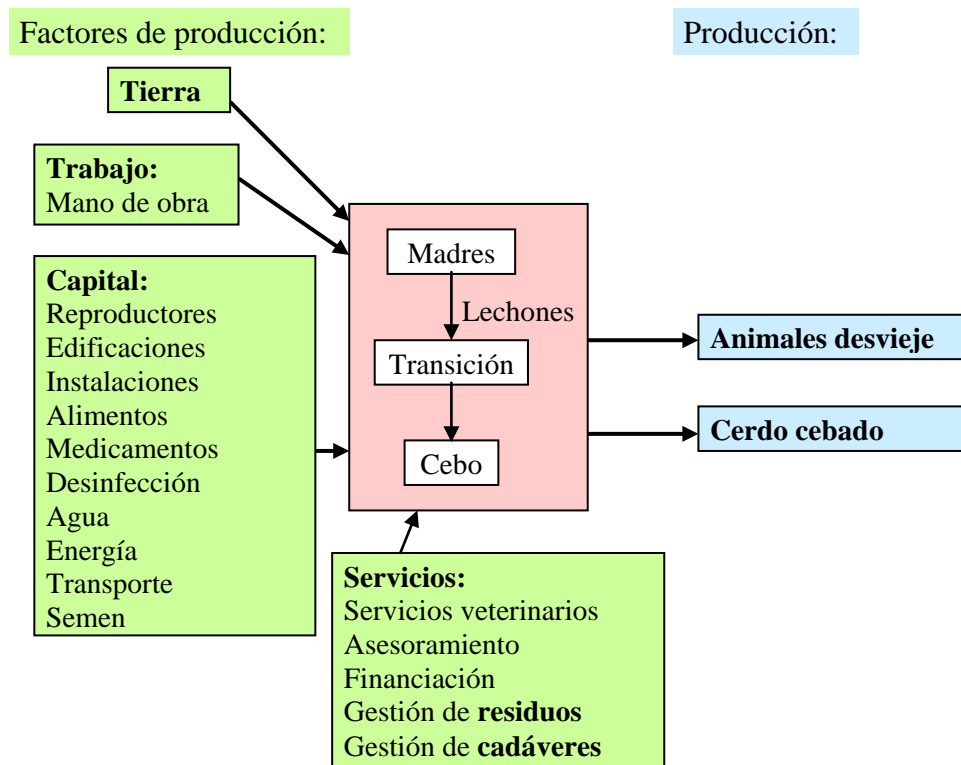 Factores de producción:
Producción:
Tierra
Trabajo:
Mano de obra
Capital:
Reproductores
Edificaciones
Instalaciones
Alimentos
Medicamentos
Desinfección
Agua
Energía
Transporte
Semen
Madres
Lechones
Transición
Cebo
Servicios:
Servicios veterinarios
Asesoramiento
Financiación
Gestión de residuos
Gestión de cadáveres
Animales desvieje
Cerdo cebado